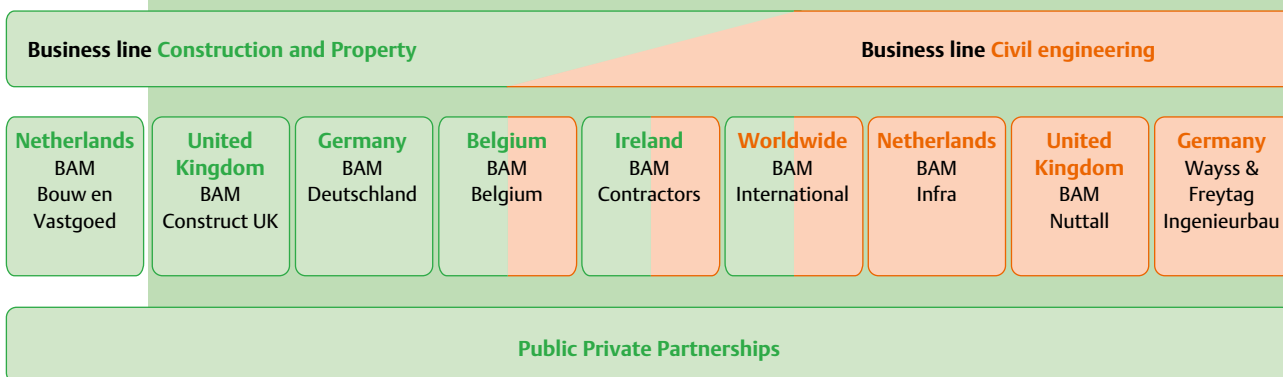 Business line Construction and Property
Business line Civil engineering
Netherlands
BAM
Bouw en
Vastgoed
United
Kingdom
BAM
Construct UK
Germany
BAM
Deutschland
Belgium
BAM
Belgium
Ireland
BAM
Contractors
Worldwide
BAM
International
Netherlands
BAM
Infra
United
Kingdom
BAM
Nuttall
Germany
Wayss &
Freytag
Ingenieurbau
Public Private Partnerships